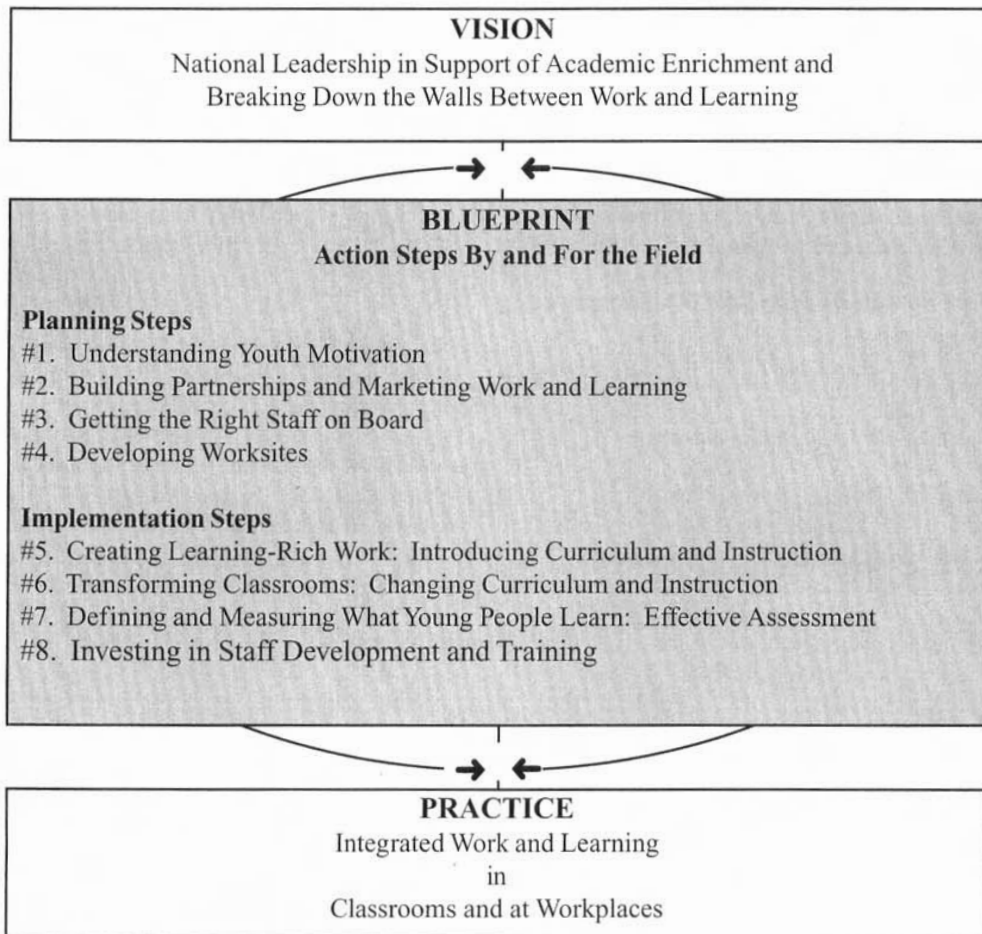 VISION
National Leadership in Support of Academic Enrichment and
Breaking Down the Walls Between Work and Learning
BLUEPRINT
Action Steps By and For the Field
Planning Steps
#1. Understanding Youth Motivation
#2. Building Partnerships and Marketing Work and Learning
#3. Getting the Right Staff on Board
#4. Developing Worksites
Implementation Steps
#5. Creating Learning-Rich Work: Introducing Curriculum and Instruction
#6. Transforming Classrooms: Changing Curriculum and Instruction
#7. Defining and Measuring What Young People Learn: Effective Assessment
#8. Investing in Staff Development and Training
PRACTICE
Integrated Work and Learning
in
Classrooms and at Workplaces